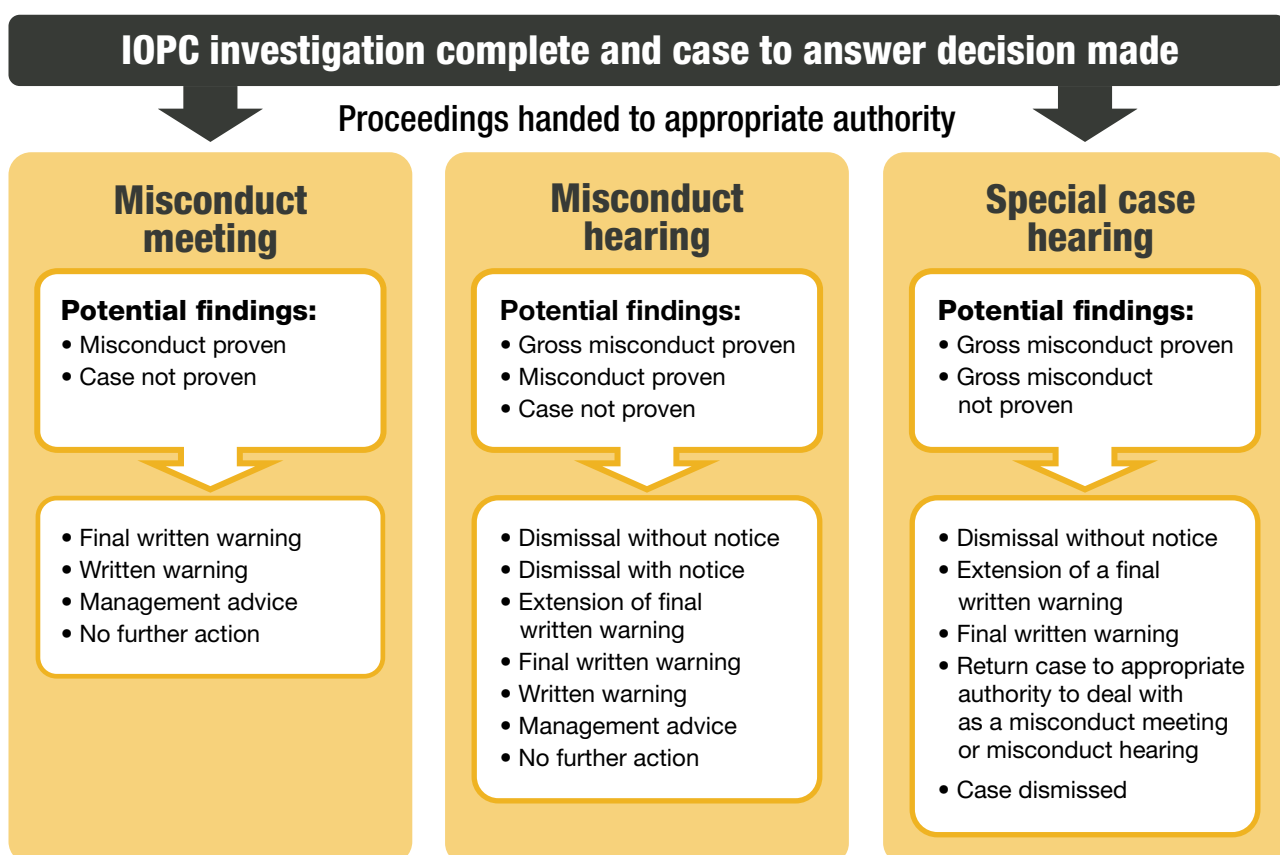 IOPC investigation complete and case to answer decision made
Proceedings handed to appropriate authority
Misconduct
meeting
Potential findings:
• Misconduct proven
• Case not proven
• Final written warning
• Written warning
• Management advice
• No further action
Misconduct
hearing
Potential findings:
• Gross misconduct proven
• Misconduct proven
• Case not proven
• Dismissal without notice
• Dismissal with notice
• Extension of final
written warning
• Final written warning
• Written warning
• Management advice
• No further action
Special case
hearing
Potential findings:
• Gross misconduct proven
• Gross misconduct
not proven
• Dismissal without notice
• Extension of a final
written warning
• Final written warning
• Return case to appropriate
authority to deal with
as a misconduct meeting
or misconduct hearing
• Case dismissed